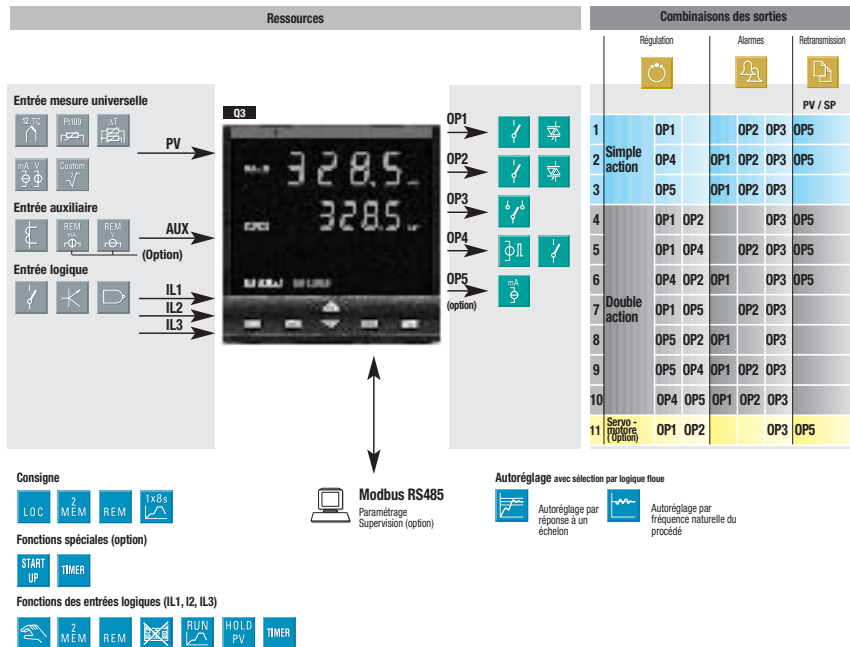 Ressources
Combinaisons des sorties
Régulation
Alarmes
Retransmission
PV / SP
Entrée mesure universelle
12 TC
Pt100
ΔT
mA V
Custom
√
PV
Entrée auxiliaire
REM mA
REM V
AUX
(Option)
Entrée logique
IL1
IL2
IL3
Q3
328.5
328.5
OP1
OP2
OP3
OP4
OP5
mA
(option)
1 OP1 OP2 OP3 OP5
2 OP4 OP1 OP2 OP3 OP5
Simple action
3 OP5 OP1 OP2 OP3
4 OP1 OP2 OP3 OP5
5 OP1 OP4 OP2 OP3 OP5
6 OP4 OP2 OP1 OP3 OP5
7 OP1 OP5 OP2 OP3
Double action
8 OP5 OP2 OP1 OP3
9 OP5 OP4 OP1 OP2 OP3
10 OP4 OP5 OP1 OP2 OP3
11 Servo - motore (Option) OP1 OP2 OP3 OP5
Modbus RS485
Paramétrage
Supervision (option)
Consigne
LOC
2 MEM
REM
1x8s
Fonctions spéciales (option)
START UP
TIMER
Fonctions des entrées logiques (IL1, I2, IL3)
2 MEM
REM
RUN
HOLD PV
TIMER
Autoréglage avec sélection par logique floue
Autoréglage par
réponse à un
échelon
Autoréglage par
fréquence naturelle du
procédé